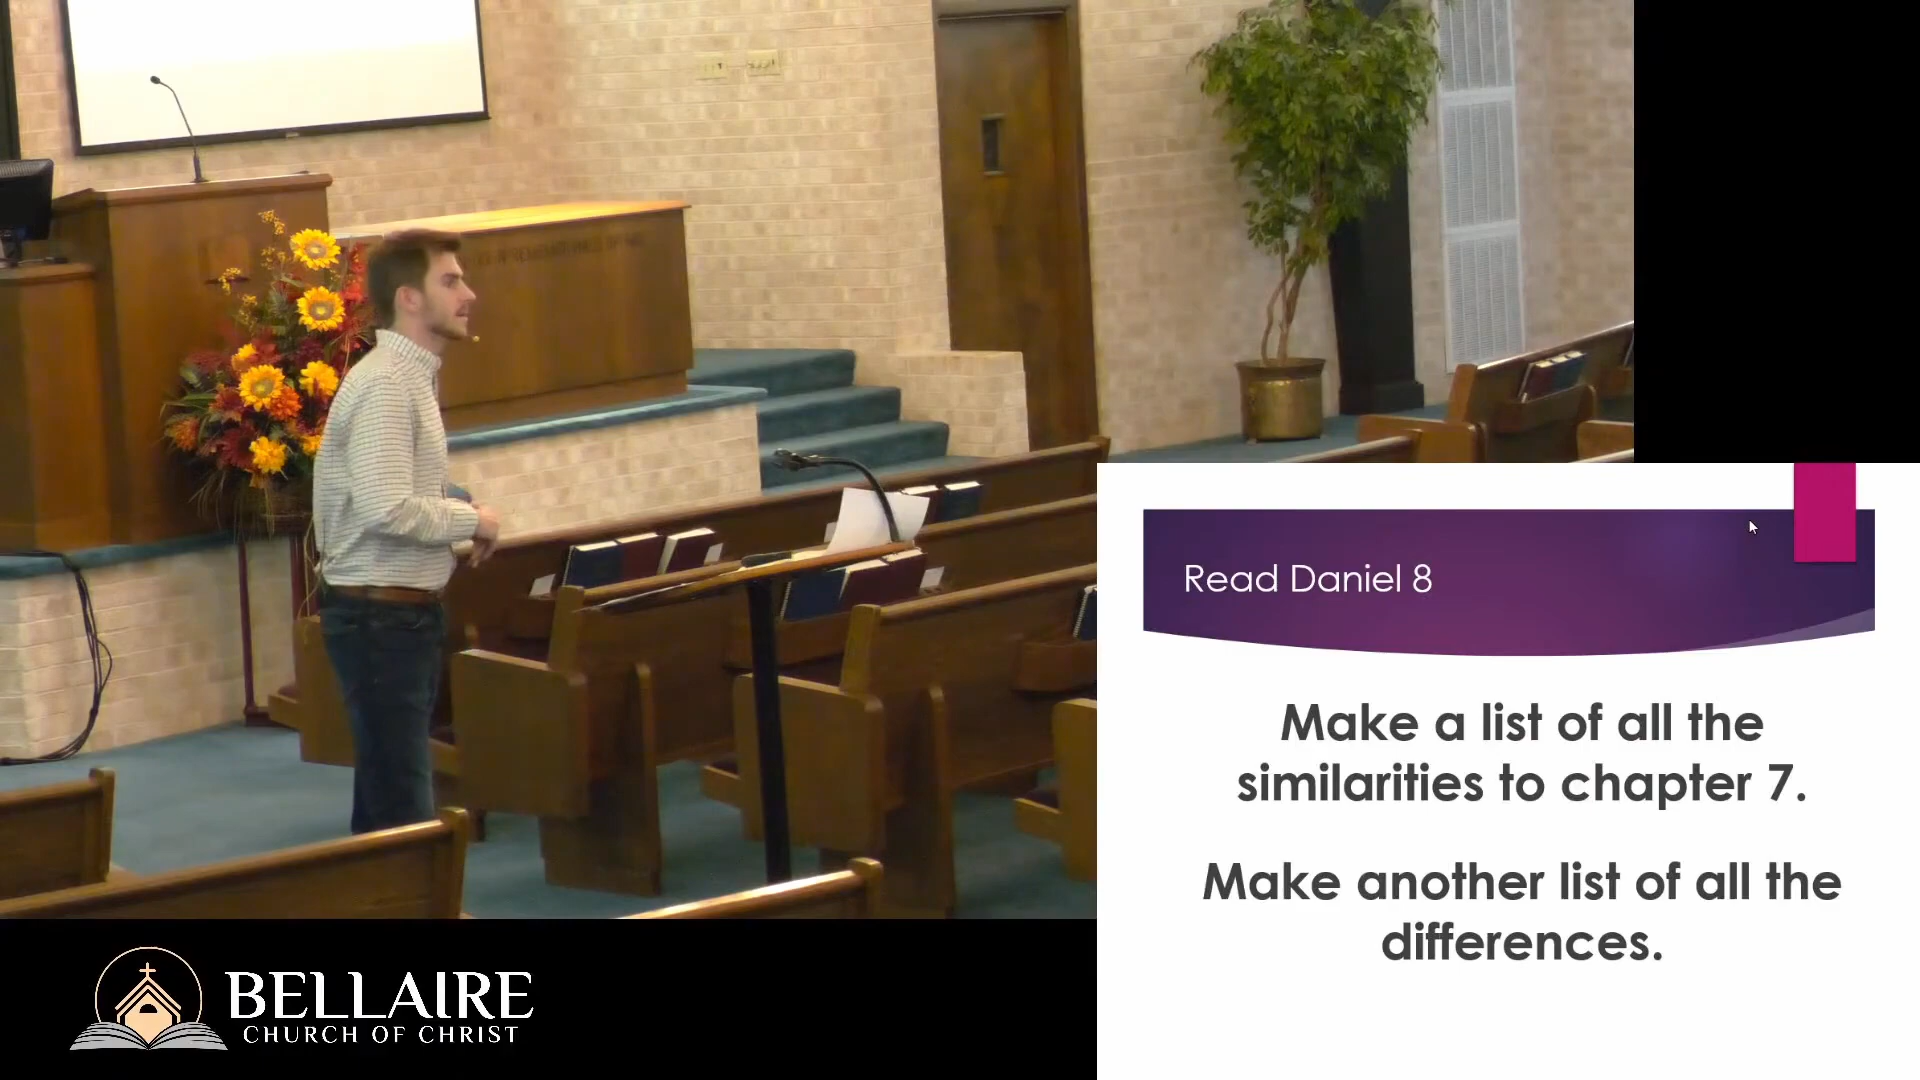 Read Daniel 8
Make a list of all the
similarities to chapter 7.
Make another list of all the
differences.
BELLAIRE
CHURCH OF CHRIST